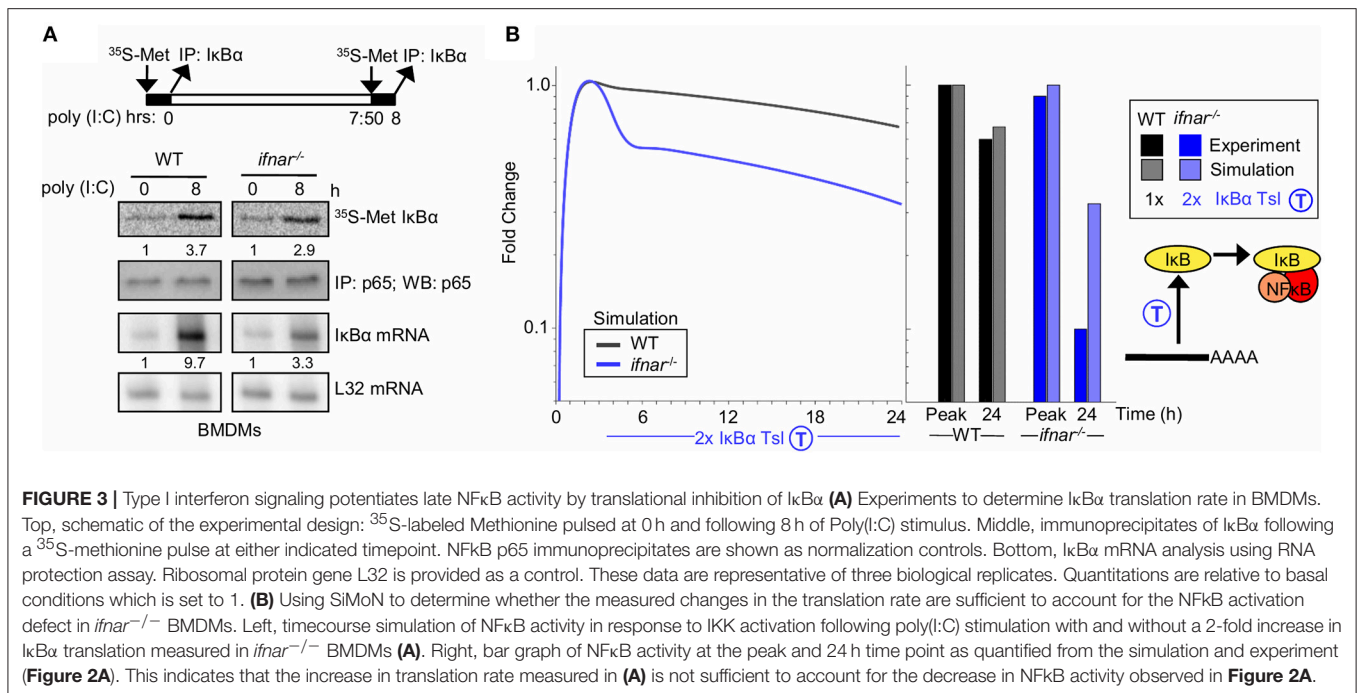 A
³⁵S-Met IP: IκBα ³⁵S-Met IP: IκBα
poly (I:C) hrs: 0 7:50 8
WT ifnar-/-
poly (I:C) 0 8 0 8 h
³⁵S-Met IκBα
1 3.7 1 2.9
IP: p65; WB: p65
IκBα mRNA
1 9.7 1 3.3
L32 mRNA
BMDMs
B
Fold Change
1.0
0.1
Simulation
WT
ifnar-/-
0 6 12 18 24
2x IκBα Tsl T
Peak 24 Peak 24 Time (h)
WT ifnar-/-
WT ifnar-/-
Experiment
Simulation
1x 2x IκBα Tsl T
IκB IκB
NFκB
T
AAAA
FIGURE 3 | Type I interferon signaling potentiates late NFκB activity by translational inhibition of IκBα (A) Experiments to determine IκBα translation rate in BMDMs.
Top, schematic of the experimental design: ³⁵S-labeled Methionine pulsed at 0 h and following 8 h of Poly(I:C) stimulus. Middle, immunoprecipitates of IκBα following
a ³⁵S-methionine pulse at either indicated timepoint. NFkB p65 immunoprecipitates are shown as normalization controls. Bottom, IκBα mRNA analysis using RNA
protection assay. Ribosomal protein gene L32 is provided as a control. These data are representative of three biological replicates. Quantitations are relative to basal
conditions which is set to 1. (B) Using SiMoN to determine whether the measured changes in the translation rate are sufficient to account for the NFkB activation
defect in ifnar−/− BMDMs. Left, timecourse simulation of NFκB activity in response to IKK activation following poly(I:C) stimulation with and without a 2-fold increase in
IκBα translation measured in ifnar−/− BMDMs (A). Right, bar graph of NFκB activity at the peak and 24 h time point as quantified from the simulation and experiment
(Figure 2A). This indicates that the increase in translation rate measured in (A) is not sufficient to account for the decrease in NFkB activity observed in Figure 2A.